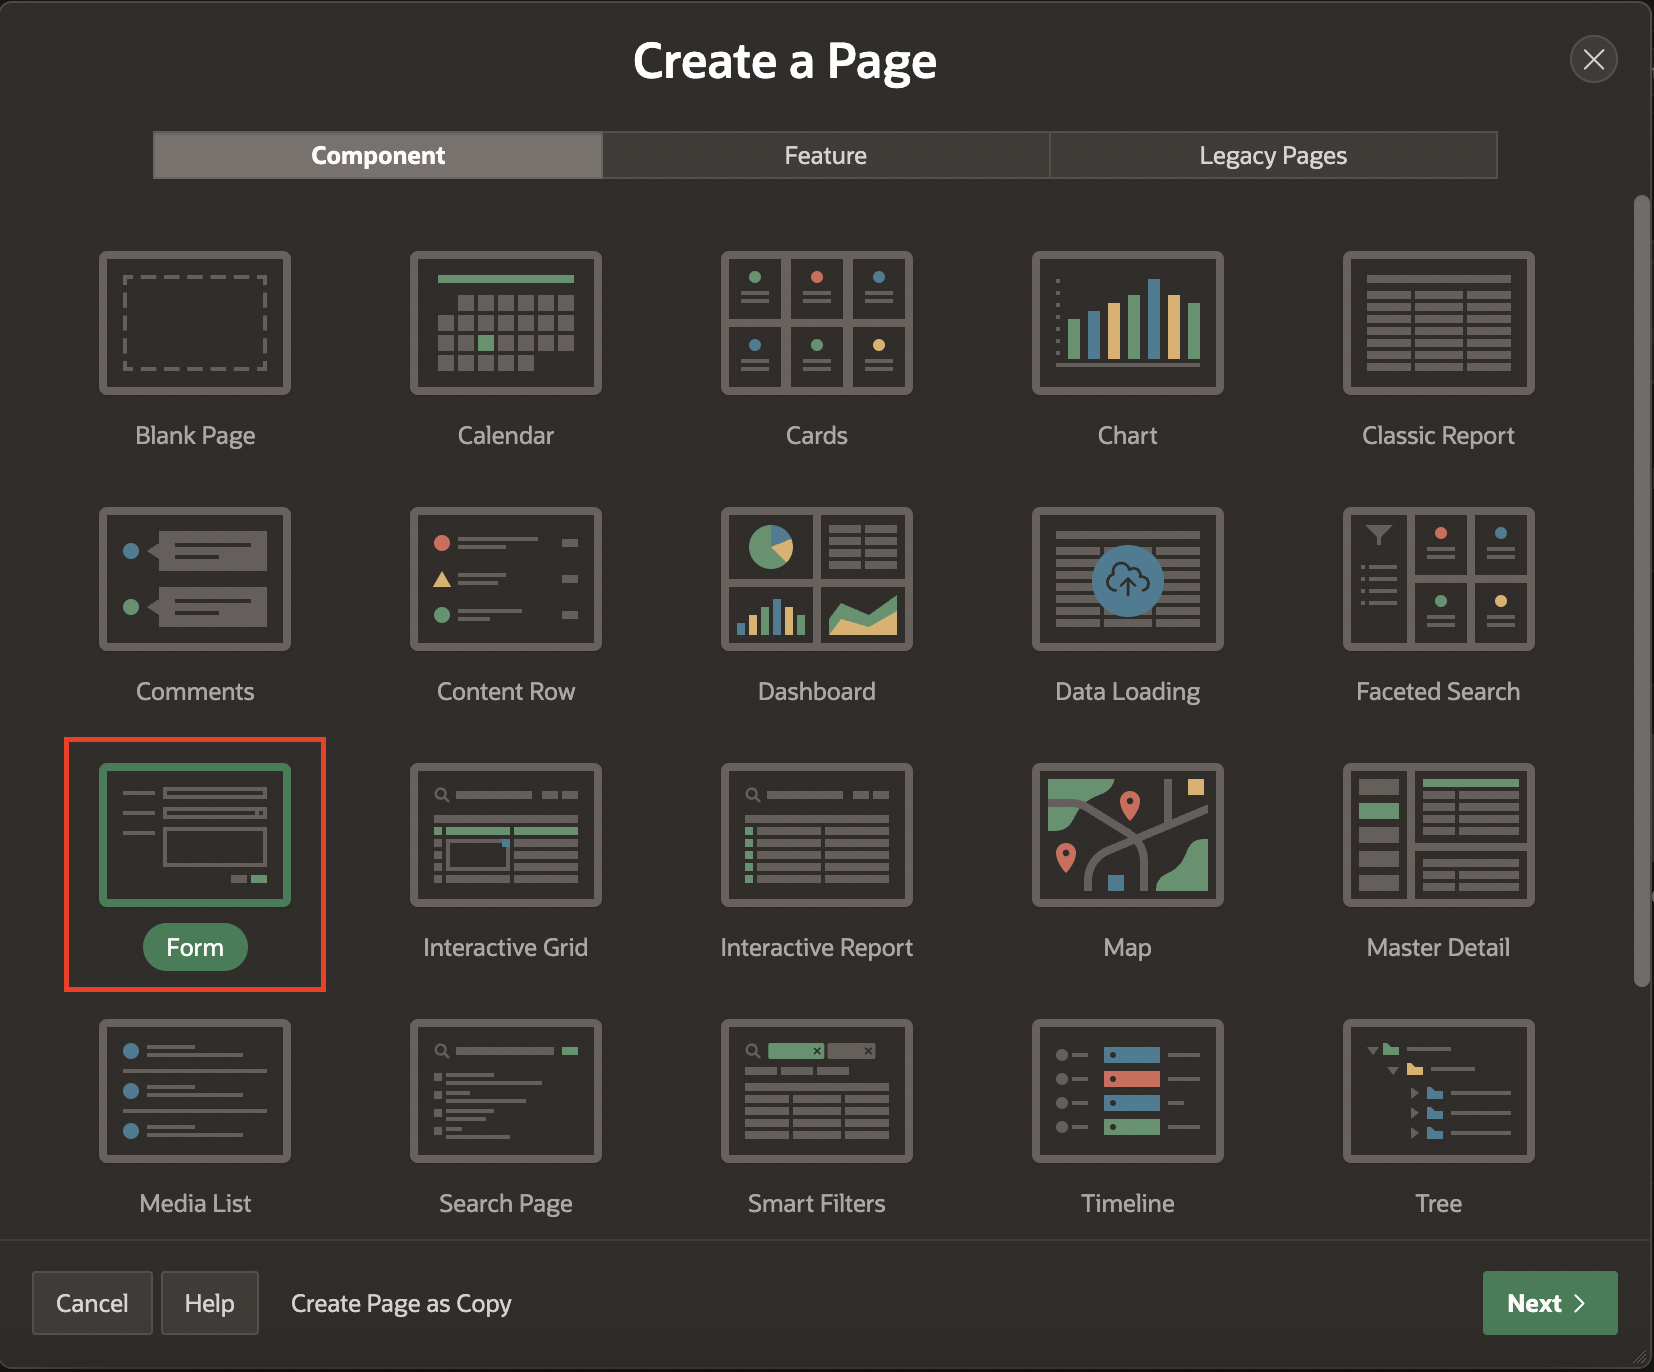 Create a Page
Component Feature Legacy Pages
Blank Page Calendar Cards Chart Classic Report
Comments Content Row Dashboard Data Loading Faceted Search
Form Interactive Grid Interactive Report Map Master Detail
Media List Search Page Smart Filters Timeline Tree
Cancel Help Create Page as Copy Next